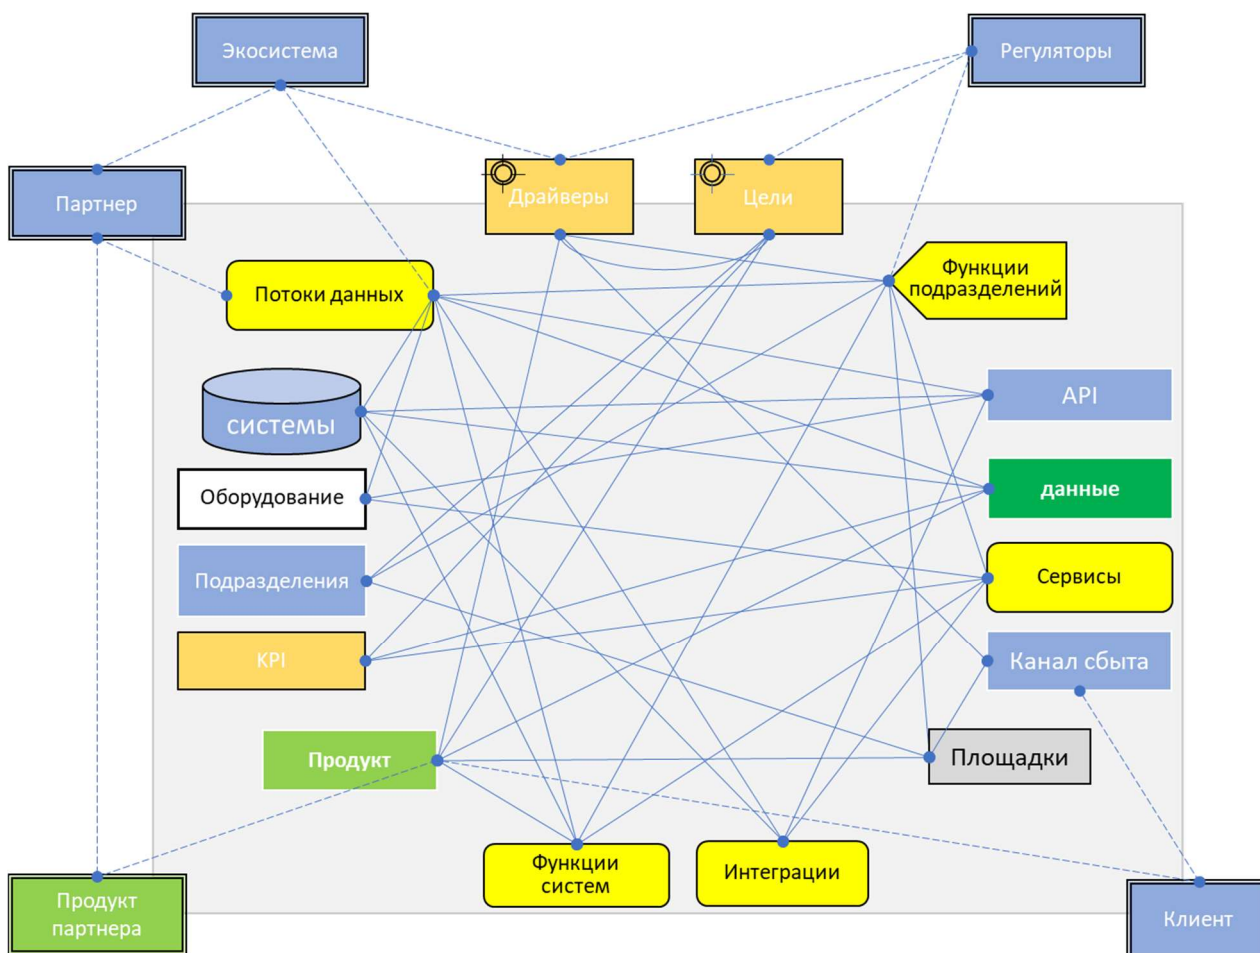 Экосистема
Регуляторы
Партнер
Драйверы
Цели
Потоки данных
Функции
подразделений
системы
API
Оборудование
данные
Подразделения
Сервисы
KPI
Канал сбыта
Продукт
Площадки
Функции
систем
Интеграции
Продукт
партнера
Клиент